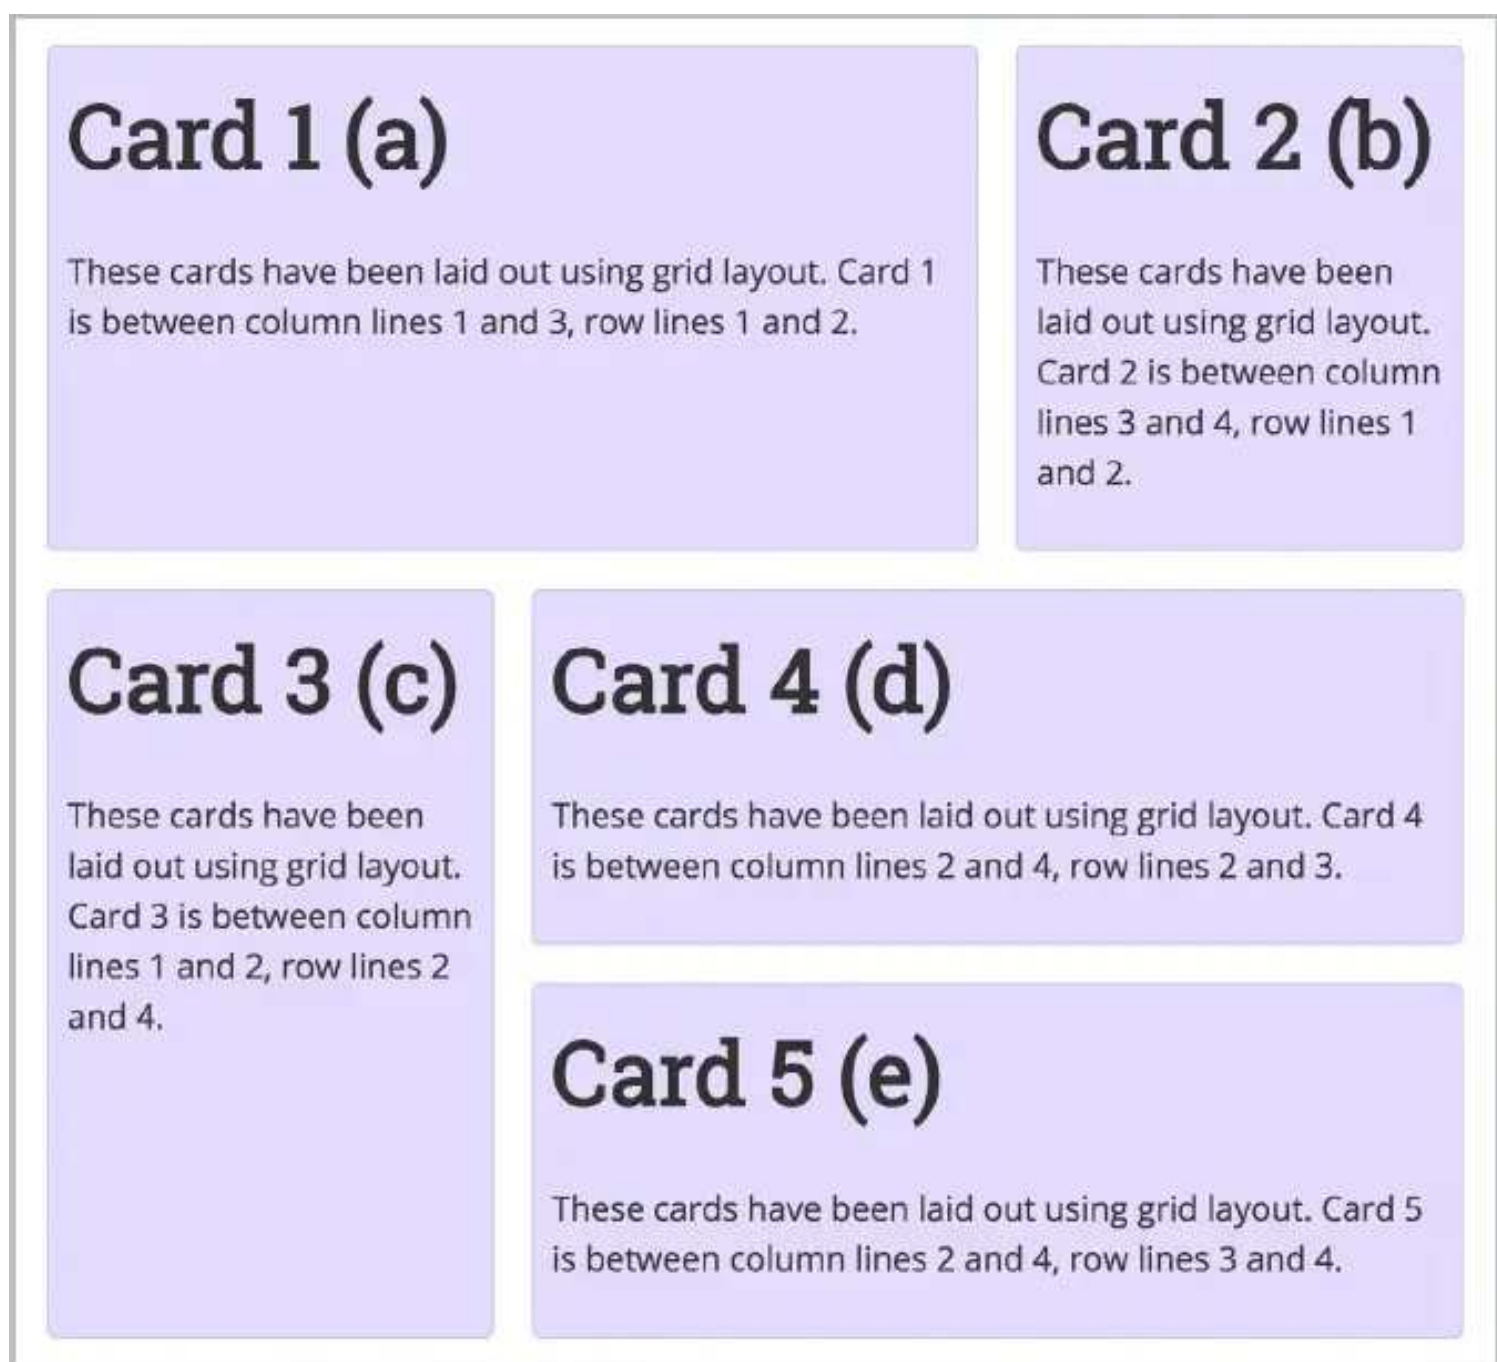 Card 1 (a)
These cards have been laid out using grid layout. Card 1
is between column lines 1 and 3, row lines 1 and 2.
Card 2 (b)
These cards have been
laid out using grid layout.
Card 2 is between column
lines 3 and 4, row lines 1
and 2.
Card 3 (c)
These cards have been
laid out using grid layout.
Card 3 is between column
lines 1 and 2, row lines 2
and 4.
Card 4 (d)
These cards have been laid out using grid layout. Card 4
is between column lines 2 and 4, row lines 2 and 3.
Card 5 (e)
These cards have been laid out using grid layout. Card 5
is between column lines 2 and 4, row lines 3 and 4.